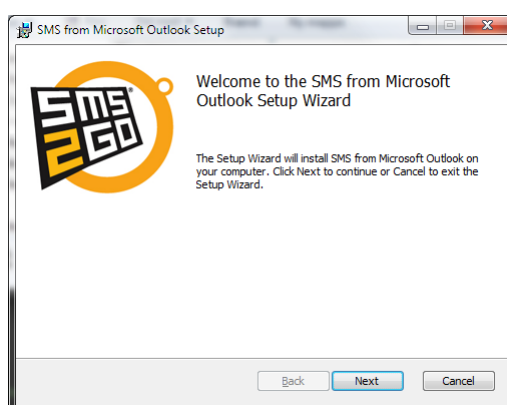 SMS from Microsoft Outlook Setup
SMS
2GO
Welcome to the SMS from Microsoft
Outlook Setup Wizard
The Setup Wizard will install SMS from Microsoft Outlook on
your computer. Click Next to continue or Cancel to exit the
Setup Wizard.
Back
Next
Cancel